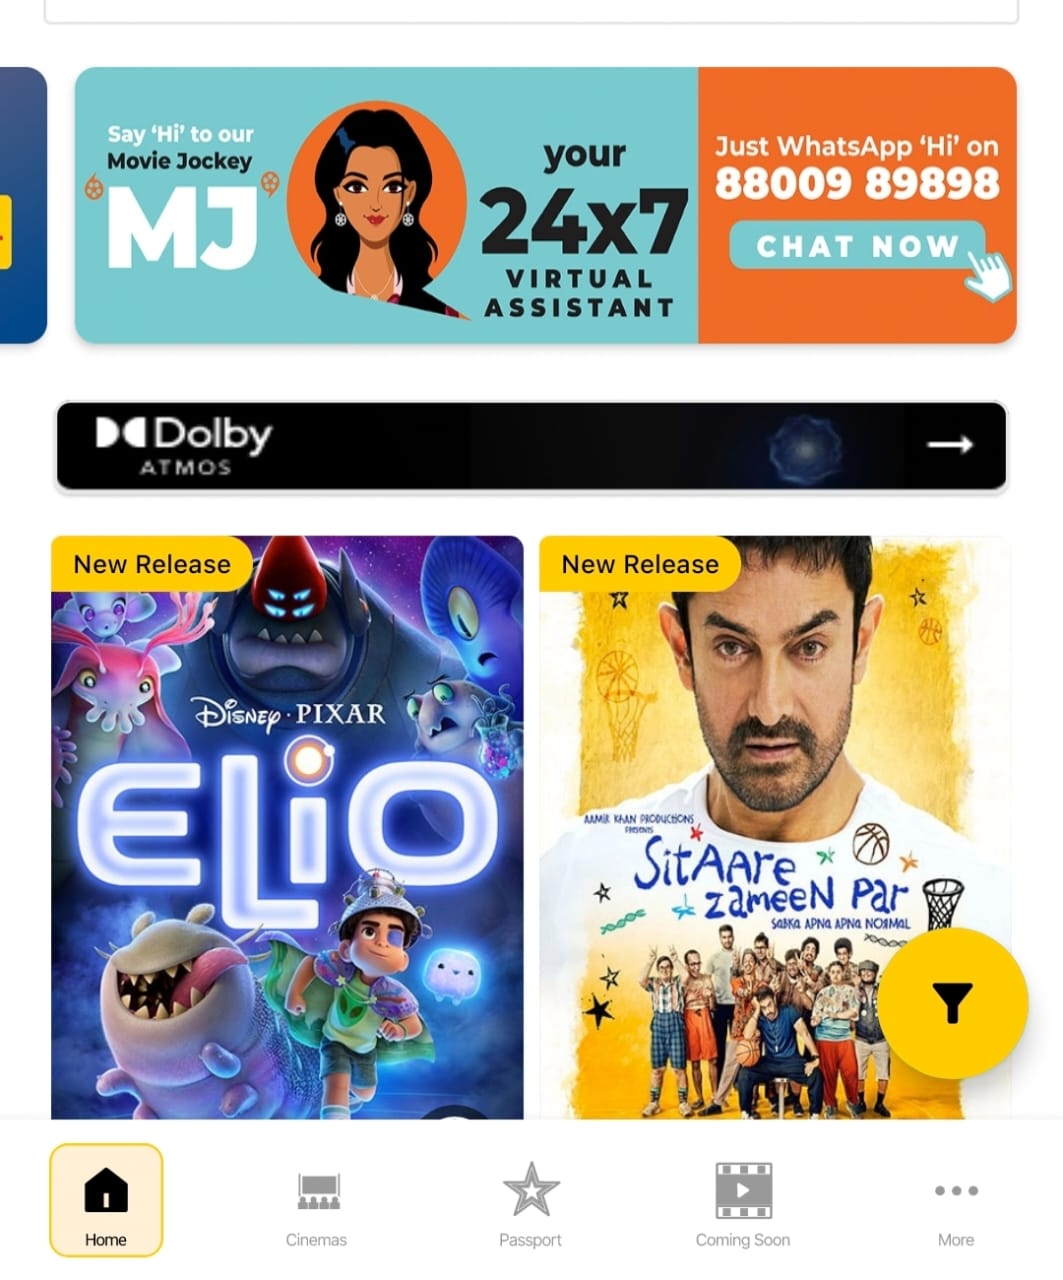 Say ‘Hi’ to our
Movie Jockey
MJ
your
24x7
VIRTUAL
ASSISTANT
Just WhatsApp ‘Hi’ on
88009 89898
CHAT NOW
Dolby
ATMOS
New Release
DISNEY · PIXAR
ELIO
New Release
AAMIR KHAN PRODUCTIONS
PRESENTS
SITAARE
ZAMEEN PAR
SABKA APNA APNA NORMAL
Home
Cinemas
Passport
Coming Soon
More